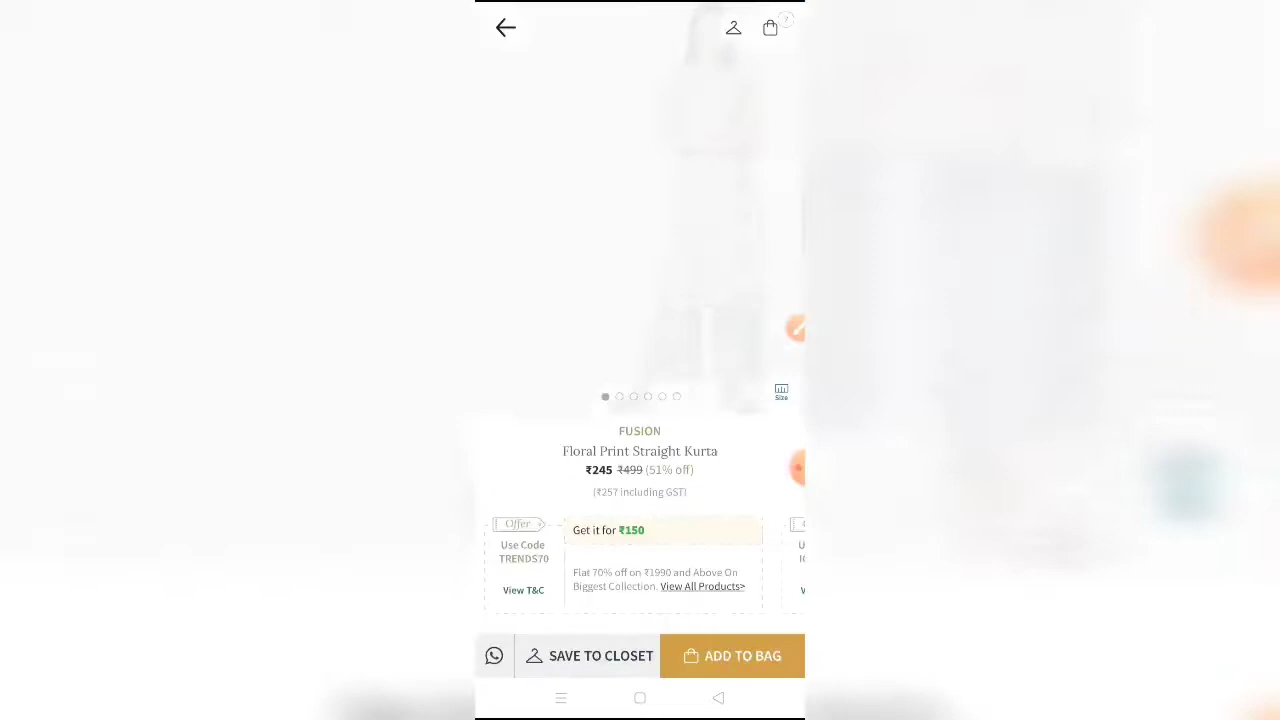 Size
FUSION
Floral Print Straight Kurta
₹245 ₹499 (51% off)
(₹257 including GST)
Offer
Use Code
TRENDS70
View T&C
Get it for ₹150
Flat 70% off on ₹1990 and Above On
Biggest Collection. View All Products>
SAVE TO CLOSET
ADD TO BAG